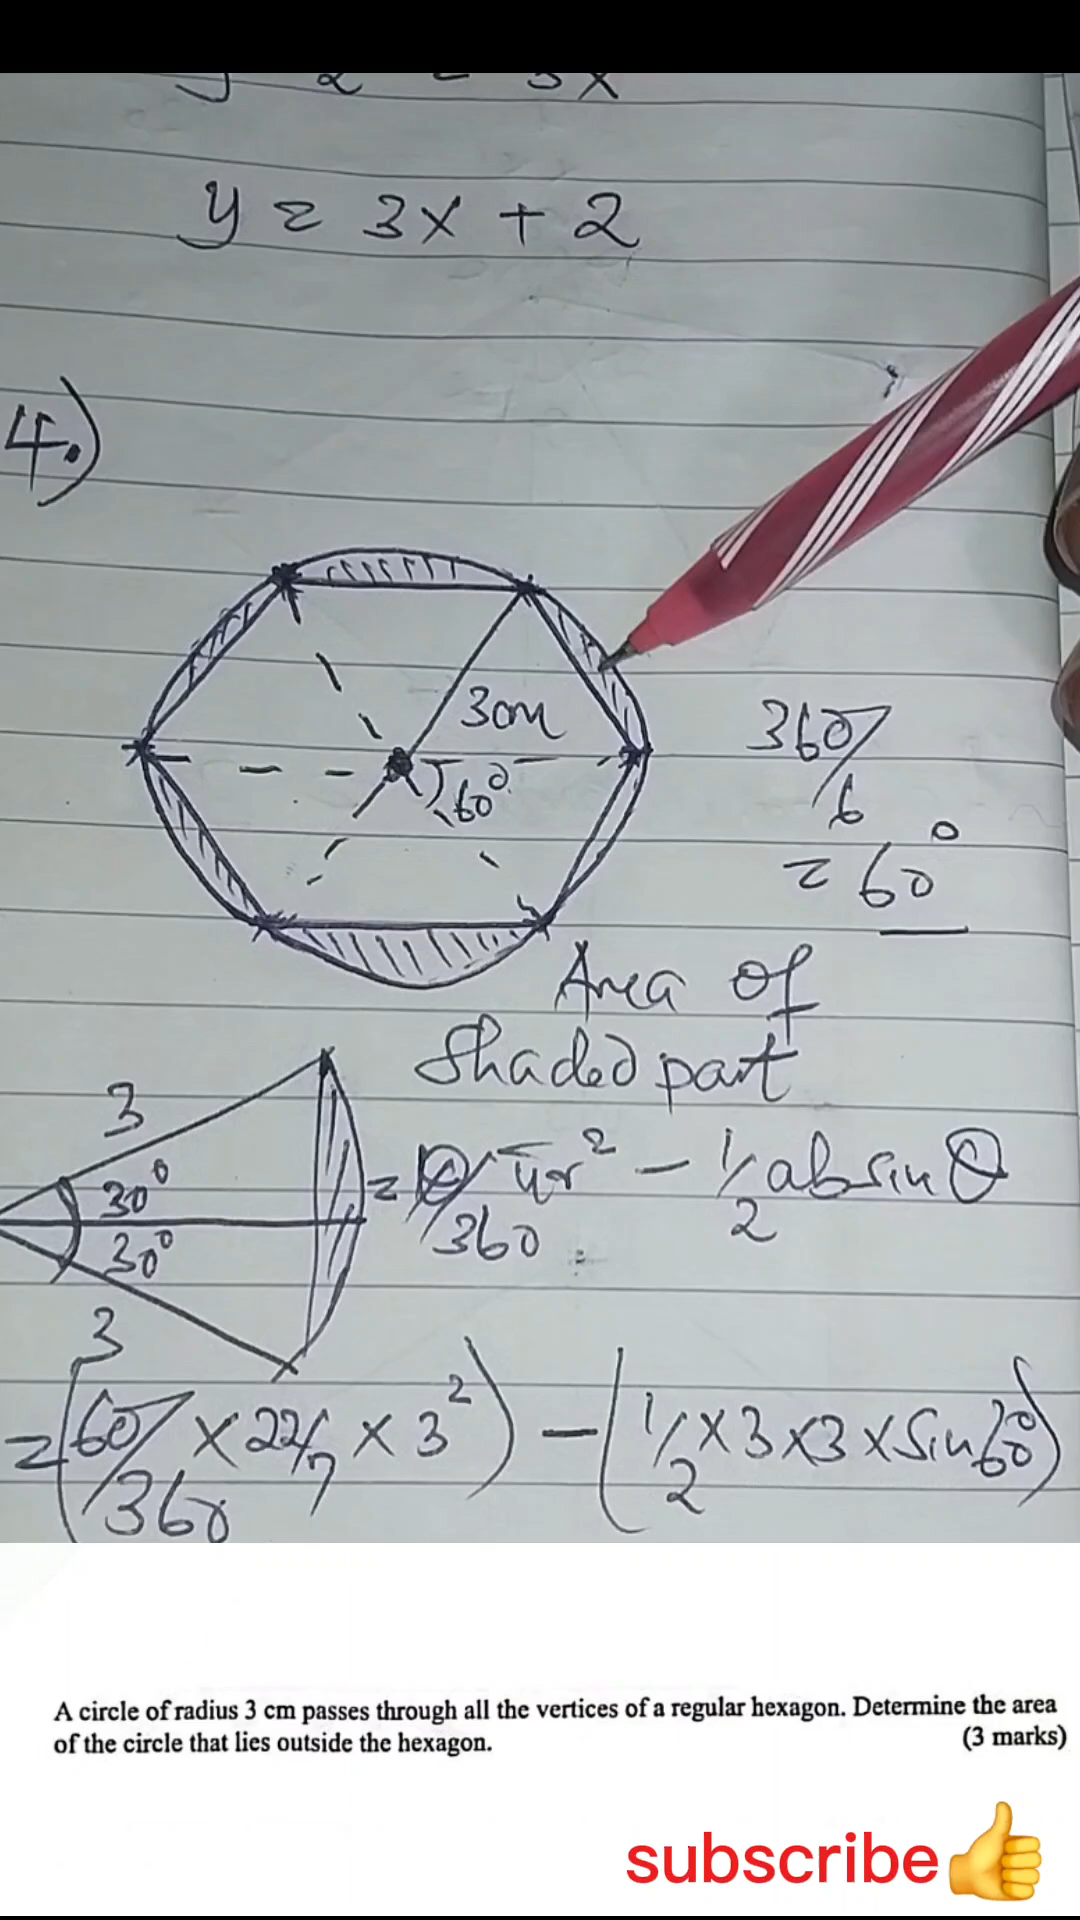 y = 3x + 2
4.)
3cm
60°
360/6
= 60°
Area of
Shaded part
= θ/360 πr² - 1/2 ab sin θ
3
30°
30°
3
= (60/360 × 22/7 × 3²) - (1/2 × 3 × 3 × Sin 60°)
A circle of radius 3 cm passes through all the vertices of a regular hexagon. Determine the area
of the circle that lies outside the hexagon. (3 marks)
subscribe